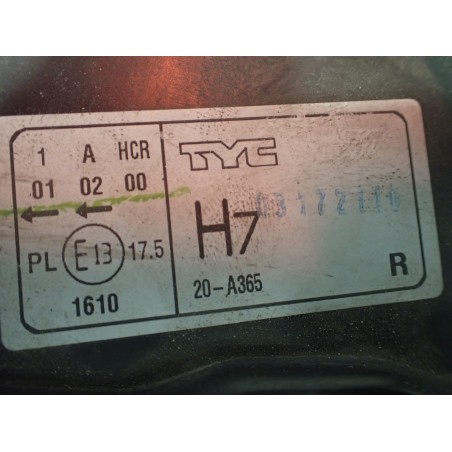 1 A HCR
01 02 00
PL E13 17.5
1610
TYC
H7
20-A365
R